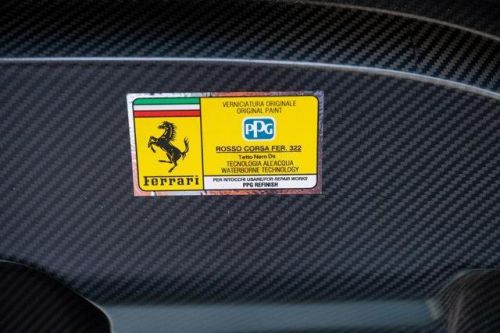 VERNICIATURA ORIGINALE
ORIGINAL PAINT
PPG
ROSSO CORSA FER. 322
Tetto Nero Ds
TECNOLOGIA ALL'ACQUA
WATERBORNE TECHNOLOGY
Ferrari
PER RITOCCHI USARE/FOR REPAIR WORKS
PPG REFINISH